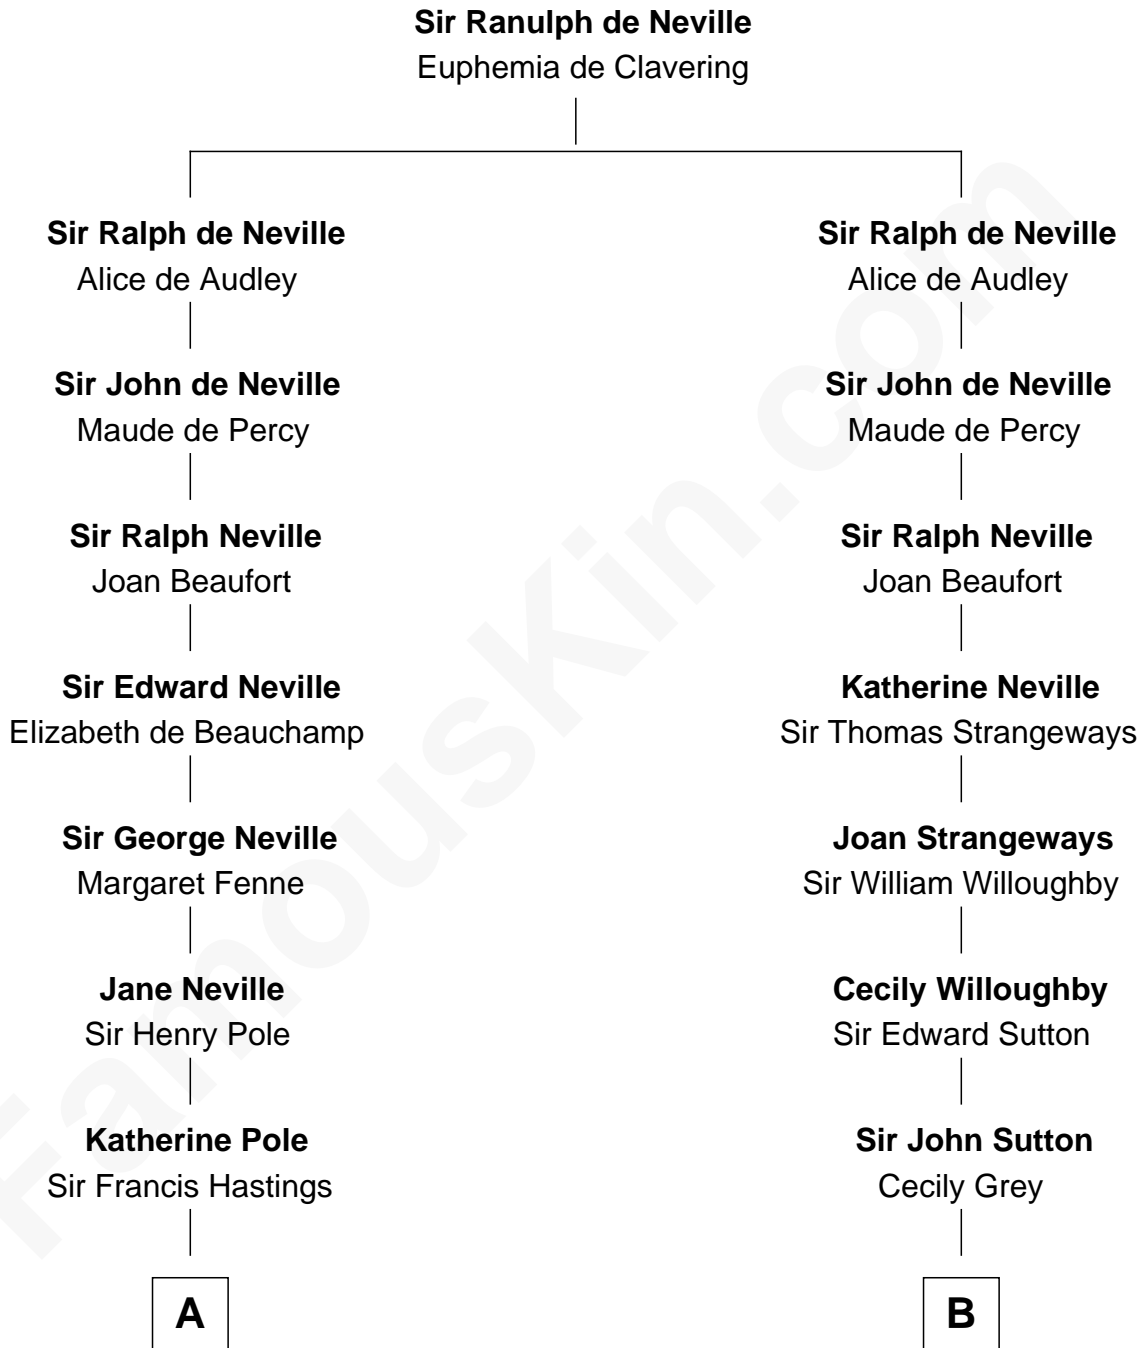 Sir Ranulph de Neville
Euphemia de Clavering
Sir Ralph de Neville
Alice de Audley
Sir Ralph de Neville
Alice de Audley
Sir John de Neville
Maude de Percy
Sir John de Neville
Maude de Percy
Sir Ralph Neville
Joan Beaufort
Sir Ralph Neville
Joan Beaufort
Sir Edward Neville
Elizabeth de Beauchamp
Katherine Neville
Sir Thomas Strangeways
Sir George Neville
Margaret Fenne
Joan Strangeways
Sir William Willoughby
Jane Neville
Sir Henry Pole
Cecily Willoughby
Sir Edward Sutton
Katherine Pole
Sir Francis Hastings
Sir John Sutton
Cecily Grey
A
B
FamousKin.com